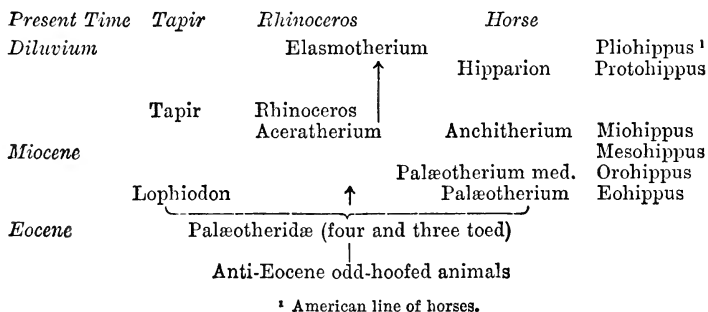 Present Time Tapir Rhinoceros Horse
Diluvium Elasmotherium Pliohippus ¹
Hipparion Protohippus
Tapir Rhinoceros
Aceratherium Anchitherium Miohippus
Miocene Mesohippus
Palæotherium med. Orohippus
Lophiodon Palæotherium Eohippus
Eocene Palæotheridæ (four and three toed)
Anti-Eocene odd-hoofed animals
¹ American line of horses.